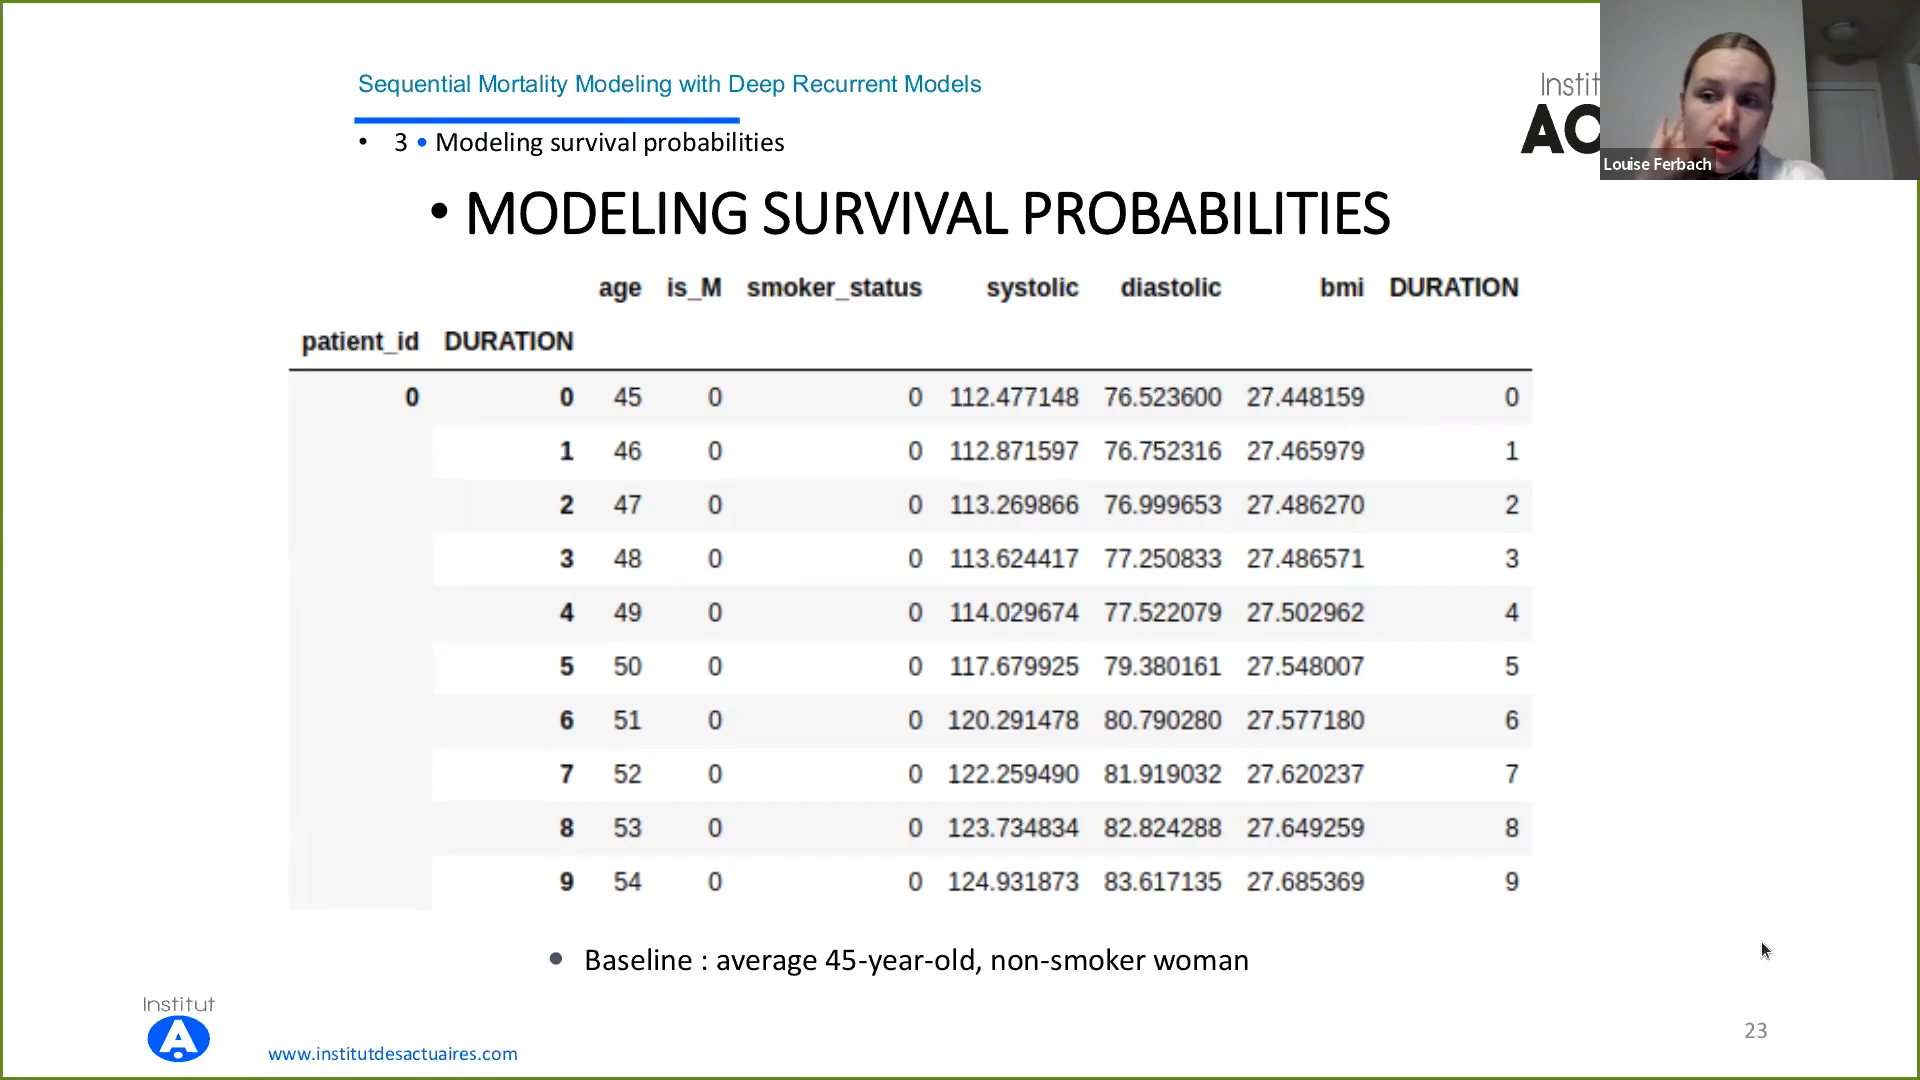 Sequential Mortality Modeling with Deep Recurrent Models
• 3 • Modeling survival probabilities
Instit
AC
Louise Ferbach
• MODELING SURVIVAL PROBABILITIES
age is_M smoker_status systolic diastolic bmi DURATION
patient_id DURATION
0 0 45 0 0 112.477148 76.523600 27.448159 0
1 46 0 0 112.871597 76.752316 27.465979 1
2 47 0 0 113.269866 76.999653 27.486270 2
3 48 0 0 113.624417 77.250833 27.486571 3
4 49 0 0 114.029674 77.522079 27.502962 4
5 50 0 0 117.679925 79.380161 27.548007 5
6 51 0 0 120.291478 80.790280 27.577180 6
7 52 0 0 122.259490 81.919032 27.620237 7
8 53 0 0 123.734834 82.824288 27.649259 8
9 54 0 0 124.931873 83.617135 27.685369 9
• Baseline : average 45-year-old, non-smoker woman
Institut
A
www.institutdesactuaires.com
23